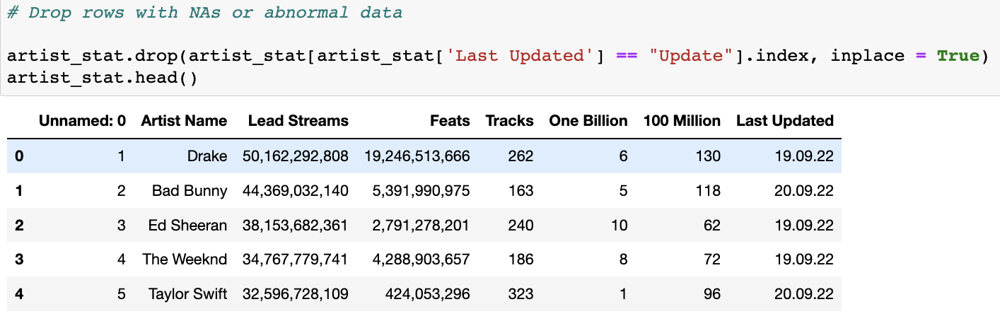 # Drop rows with NAs or abnormal data
artist_stat.drop(artist_stat[artist_stat['Last Updated'] == "Update"].index, inplace = True)
artist_stat.head()
Unnamed: 0 Artist Name Lead Streams Feats Tracks One Billion 100 Million Last Updated
0 1 Drake 50,162,292,808 19,246,513,666 262 6 130 19.09.22
1 2 Bad Bunny 44,369,032,140 5,391,990,975 163 5 118 20.09.22
2 3 Ed Sheeran 38,153,682,361 2,791,278,201 240 10 62 19.09.22
3 4 The Weeknd 34,767,779,741 4,288,903,657 186 8 72 19.09.22
4 5 Taylor Swift 32,596,728,109 424,053,296 323 1 96 20.09.22